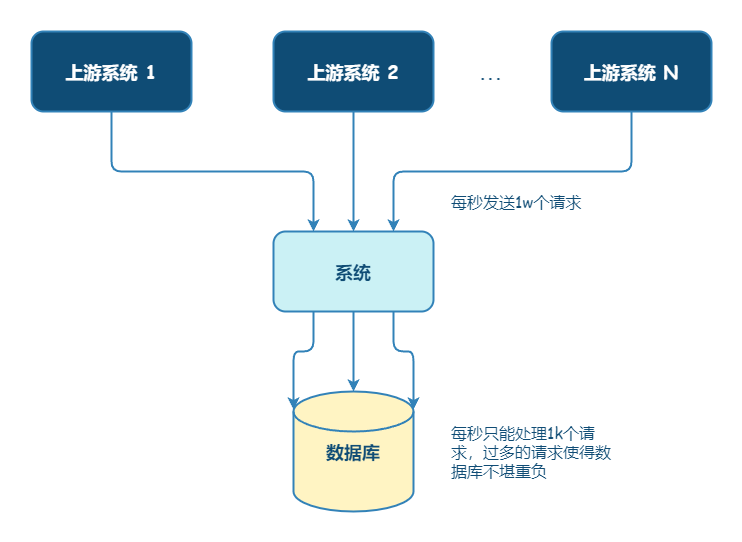 上游系统 1
上游系统 2
...
上游系统 N
每秒发送1w个请求
系统
数据库
每秒只能处理1k个请
求，过多的请求使得数
据库不堪重负